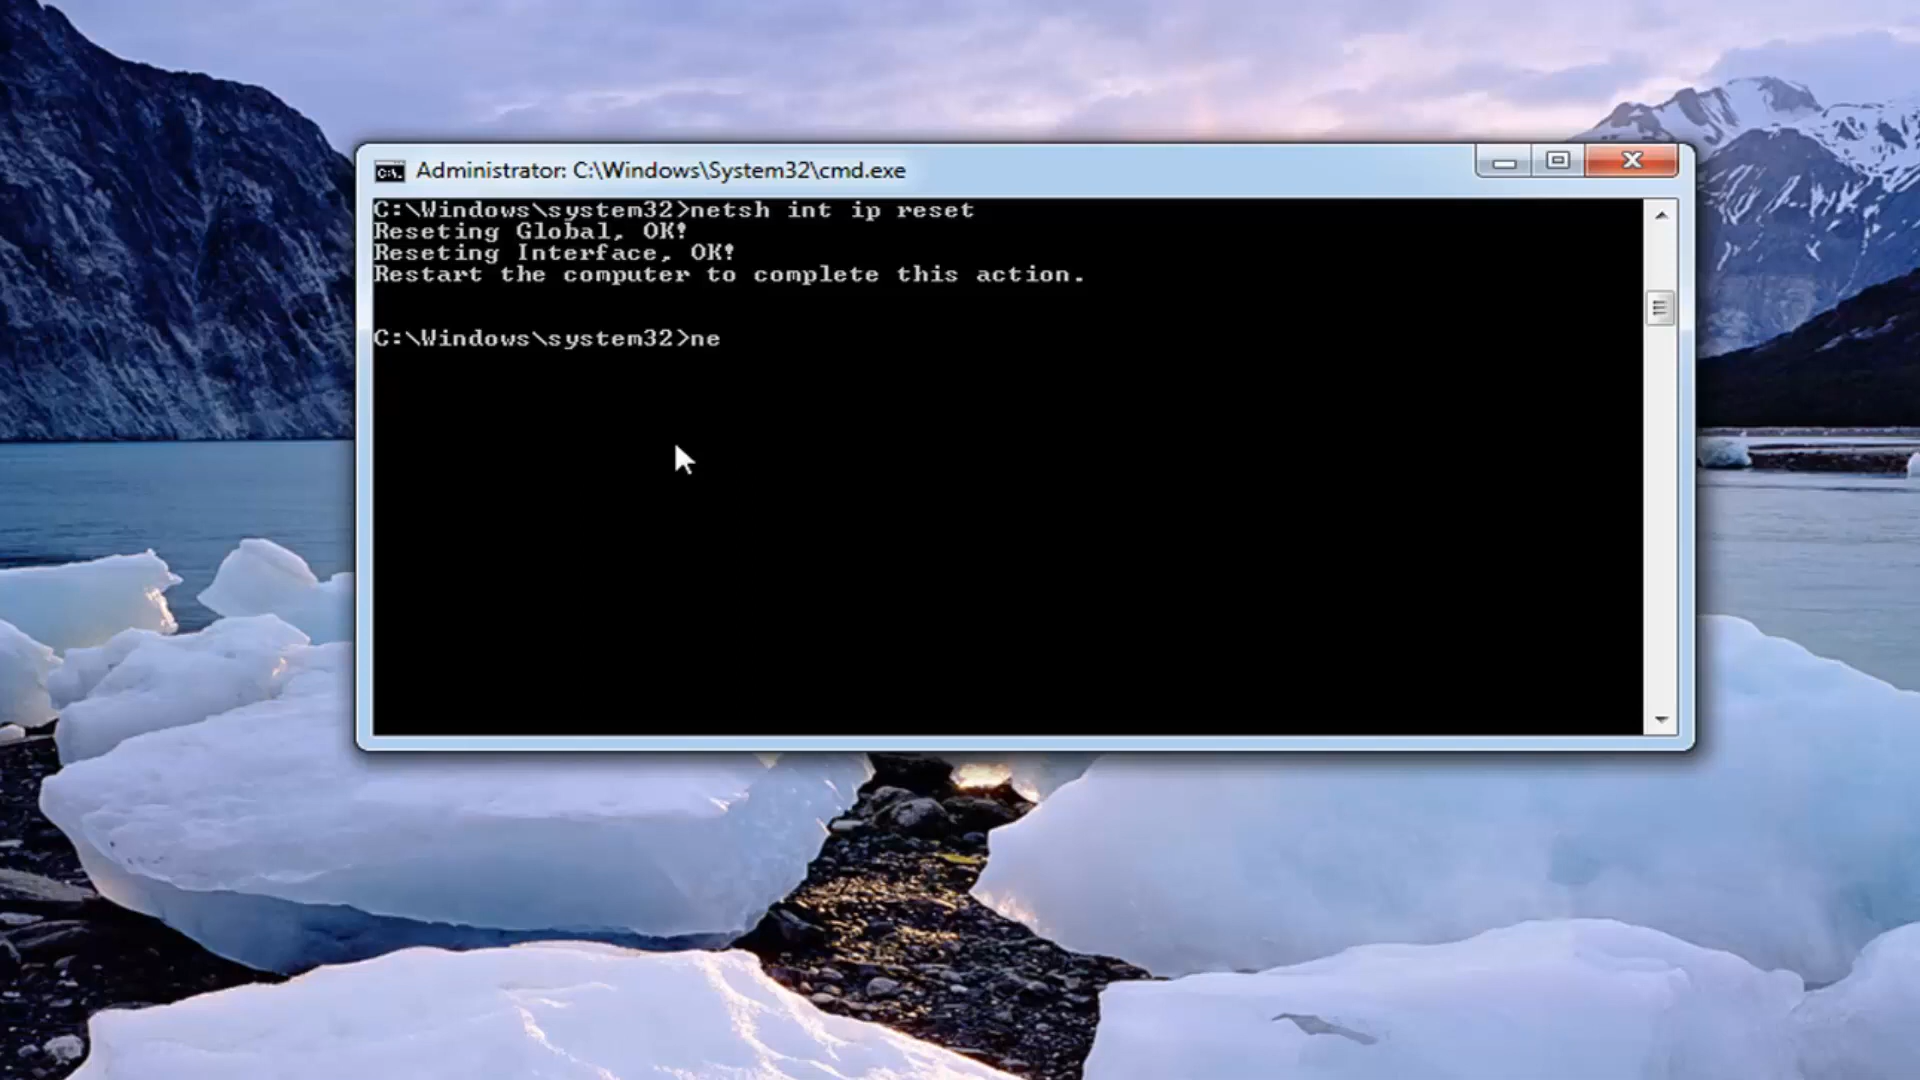 Administrator: C:\Windows\System32\cmd.exe
C:\Windows\system32>netsh int ip reset
Reseting Global, OK!
Reseting Interface, OK!
Restart the computer to complete this action.
C:\Windows\system32>ne